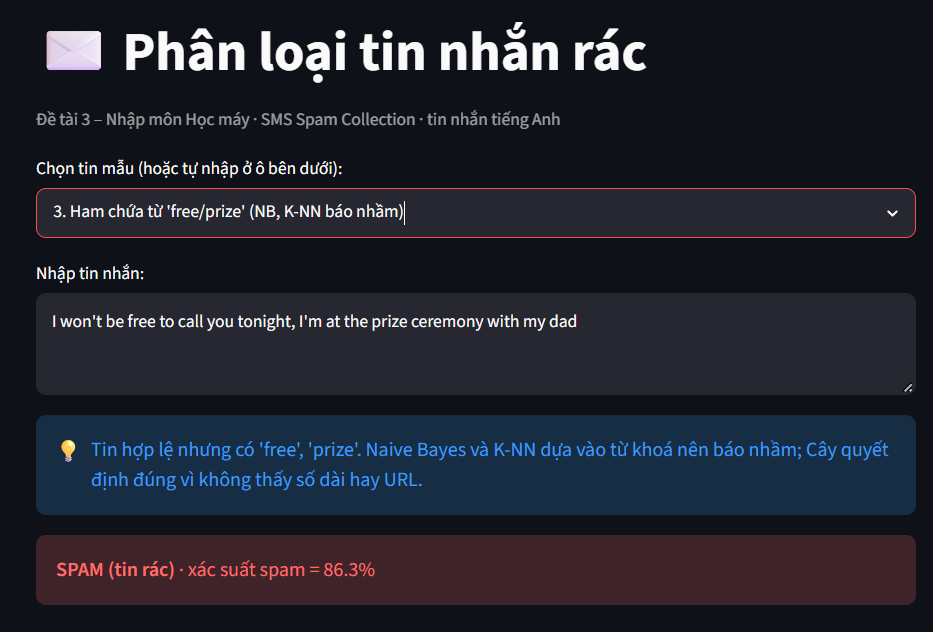 Phân loại tin nhắn rác
Đề tài 3 – Nhập môn Học máy · SMS Spam Collection · tin nhắn tiếng Anh
Chọn tin mẫu (hoặc tự nhập ở ô bên dưới):
3. Ham chứa từ 'free/prize' (NB, K-NN báo nhầm)
Nhập tin nhắn:
I won't be free to call you tonight, I'm at the prize ceremony with my dad
Tin hợp lệ nhưng có 'free', 'prize'. Naive Bayes và K-NN dựa vào từ khoá nên báo nhầm; Cây quyết
định đúng vì không thấy số dài hay URL.
SPAM (tin rác) · xác suất spam = 86.3%